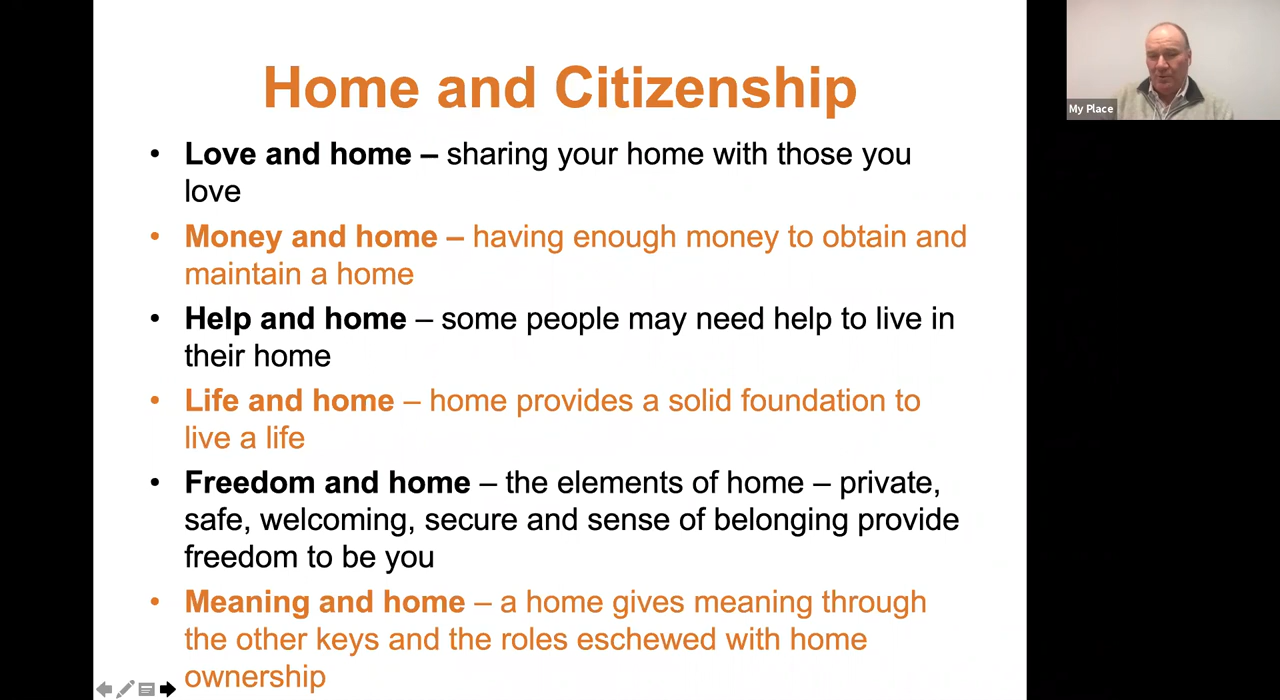 Home and Citizenship
• Love and home – sharing your home with those you
love
• Money and home – having enough money to obtain and
maintain a home
• Help and home – some people may need help to live in
their home
• Life and home – home provides a solid foundation to
live a life
• Freedom and home – the elements of home – private,
safe, welcoming, secure and sense of belonging provide
freedom to be you
• Meaning and home – a home gives meaning through
the other keys and the roles eschewed with home
ownership
My Place